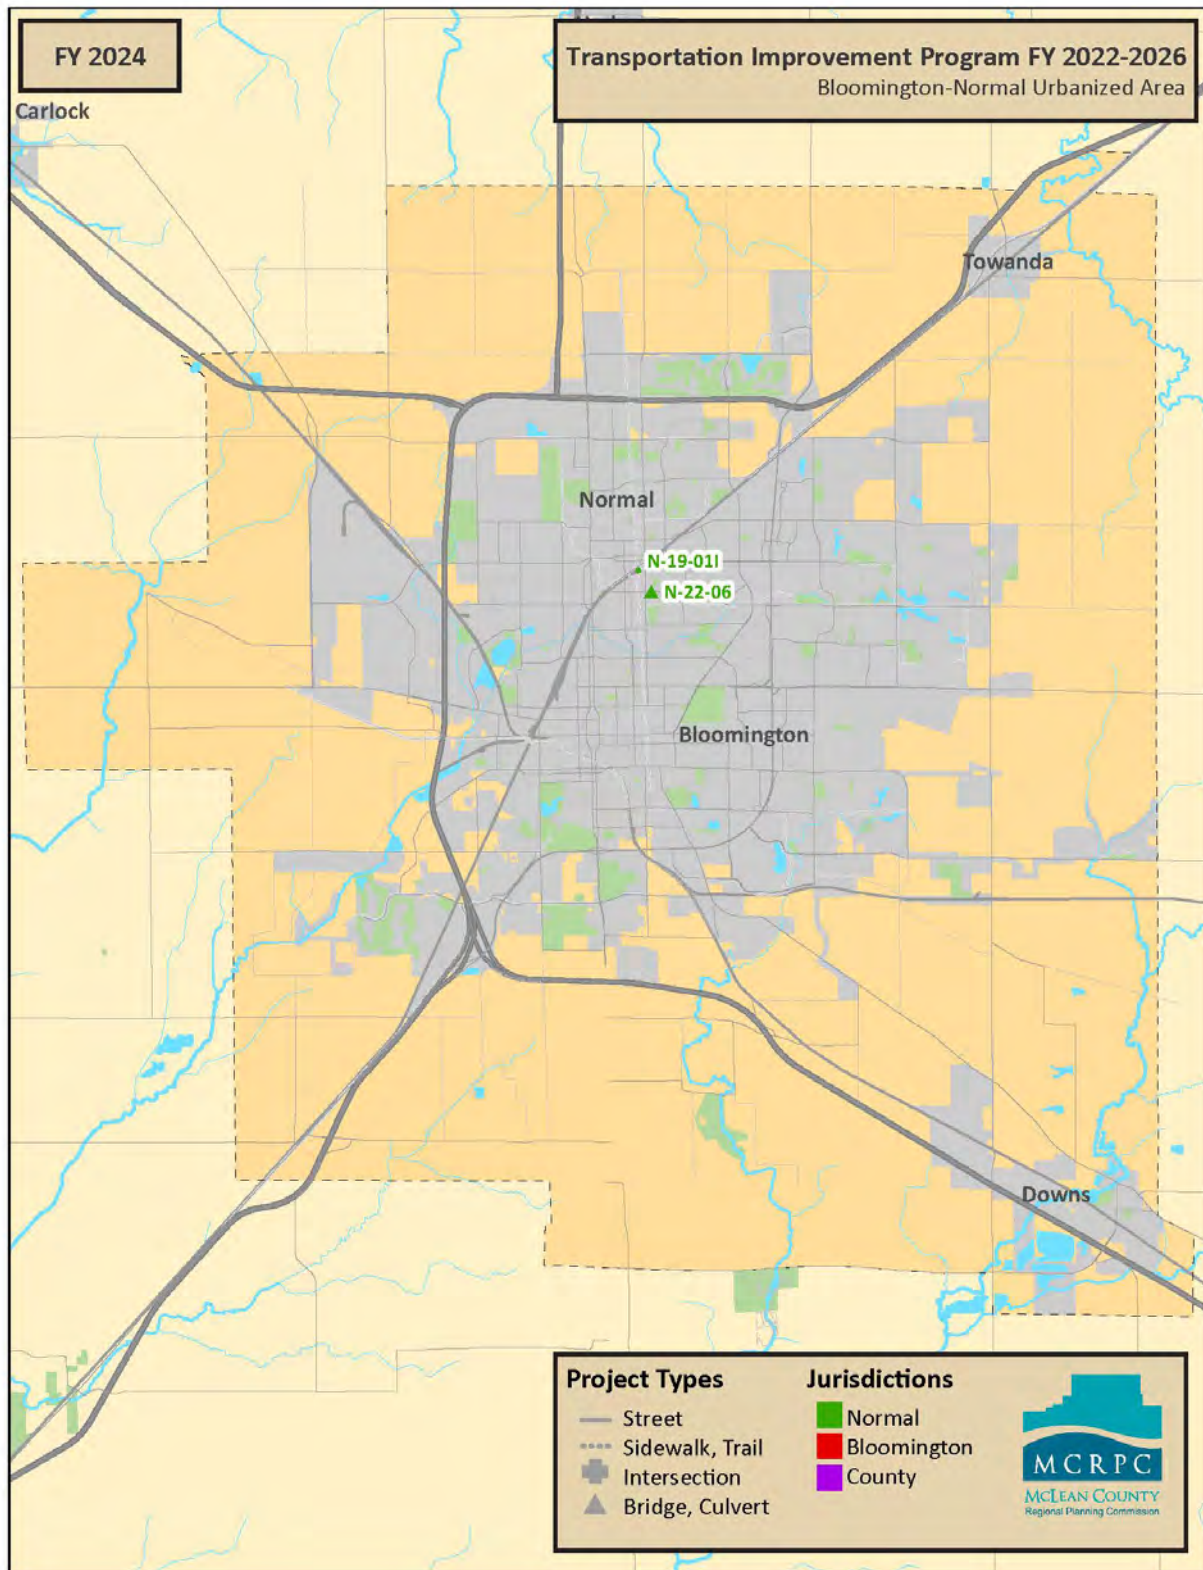 FY 2024
Transportation Improvement Program FY 2022-2026
Bloomington-Normal Urbanized Area
Carlock
Towanda
Normal
N-19-01I
N-22-06
Bloomington
Downs
Project Types
Street
Sidewalk, Trail
Intersection
Bridge, Culvert
Jurisdictions
Normal
Bloomington
County
MCRPC
MCLEAN COUNTY
Regional Planning Commission